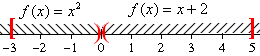 f(x) = x² f(x) = x + 2
-3 -2 -1 0 1 2 3 4 5